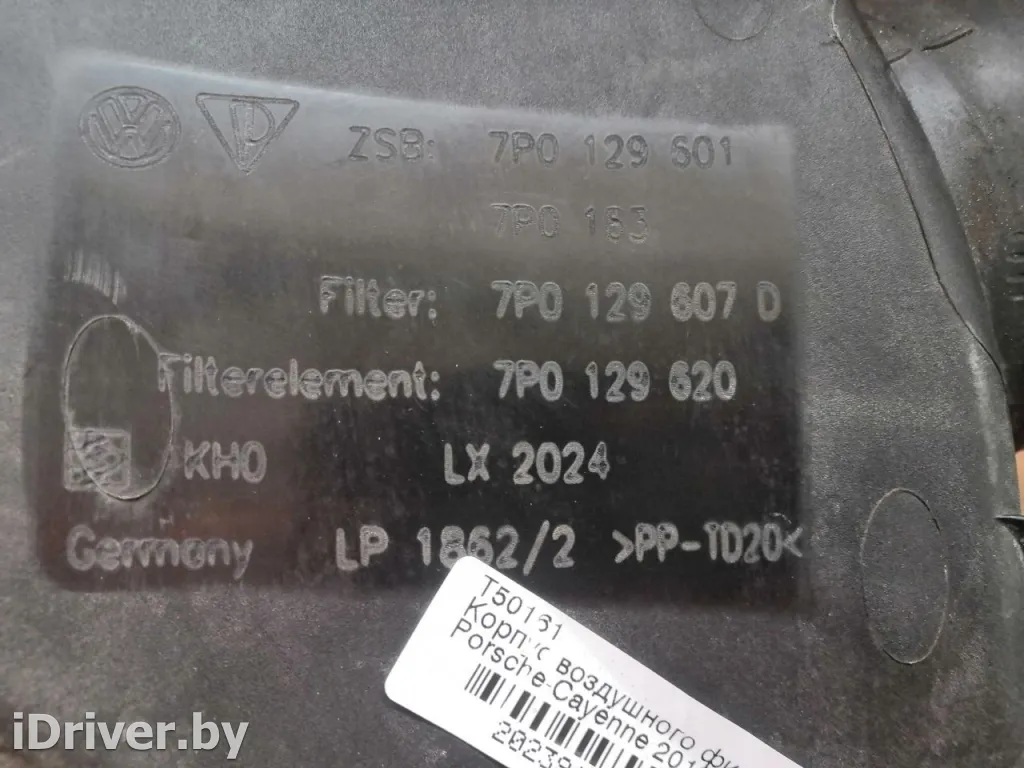 VW ZSB: 7P0 129 601
7P0 183
Filter: 7P0 129 607 D
Filterelement: 7P0 129 620
KHO LX 2024
Germany LP 1862/2 >PP-TD20<
T50161
Корпус воздушного
Porsche Cayenne
iDriver.by